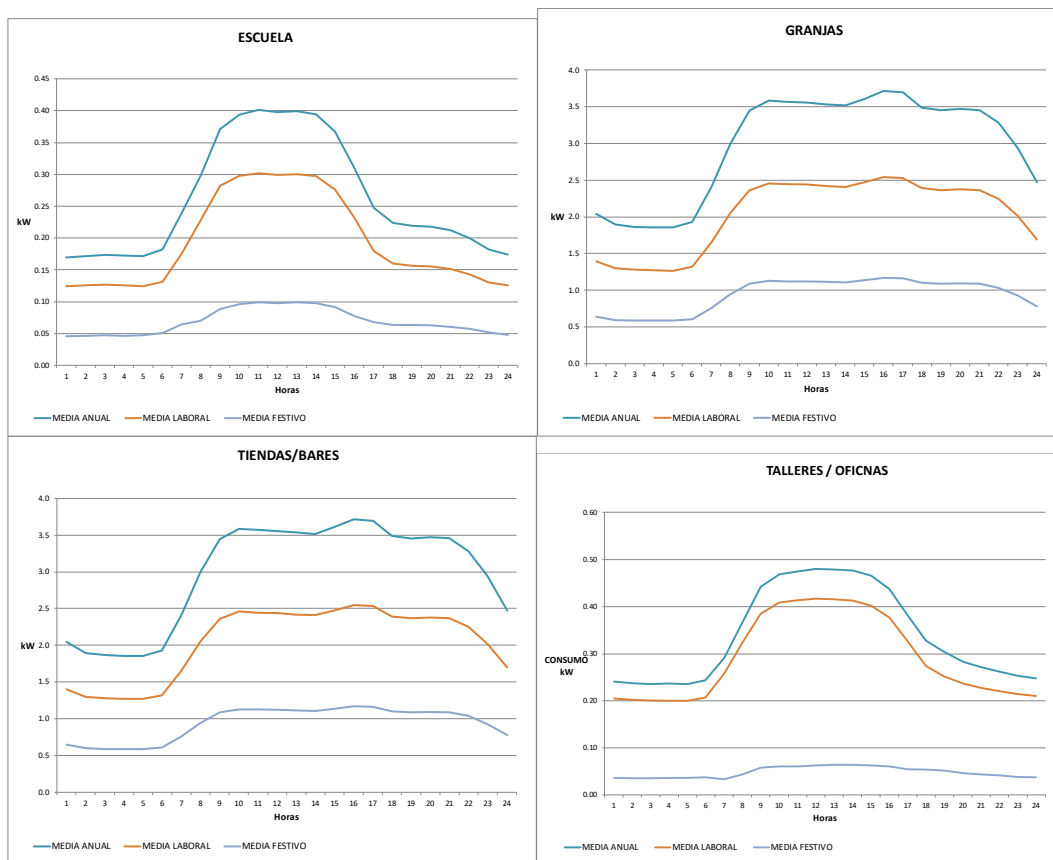 ESCUELA
0.45
0.40
0.35
0.30
0.25
kW
0.20
0.15
0.10
0.05
0.00
1 2 3 4 5 6 7 8 9 10 11 12 13 14 15 16 17 18 19 20 21 22 23 24
Horas
MEDIA ANUAL MEDIA LABORAL MEDIA FESTIVO
GRANJAS
4.0
3.5
3.0
2.5
kW
2.0
1.5
1.0
0.5
0.0
1 2 3 4 5 6 7 8 9 10 11 12 13 14 15 16 17 18 19 20 21 22 23 24
Horas
MEDIA ANUAL MEDIA LABORAL MEDIA FESTIVO
TIENDAS/BARES
4.0
3.5
3.0
2.5
kW 2.0
1.5
1.0
0.5
0.0
1 2 3 4 5 6 7 8 9 10 11 12 13 14 15 16 17 18 19 20 21 22 23 24
Horas
MEDIA ANUAL MEDIA LABORAL MEDIA FESTIVO
TALLERES / OFICNAS
0.60
0.50
0.40
0.30
CONSUMO
kW
0.20
0.10
0.00
1 2 3 4 5 6 7 8 9 10 11 12 13 14 15 16 17 18 19 20 21 22 23 24
Horas
MEDIA ANUAL MEDIA LABORAL MEDIA FESTIVO